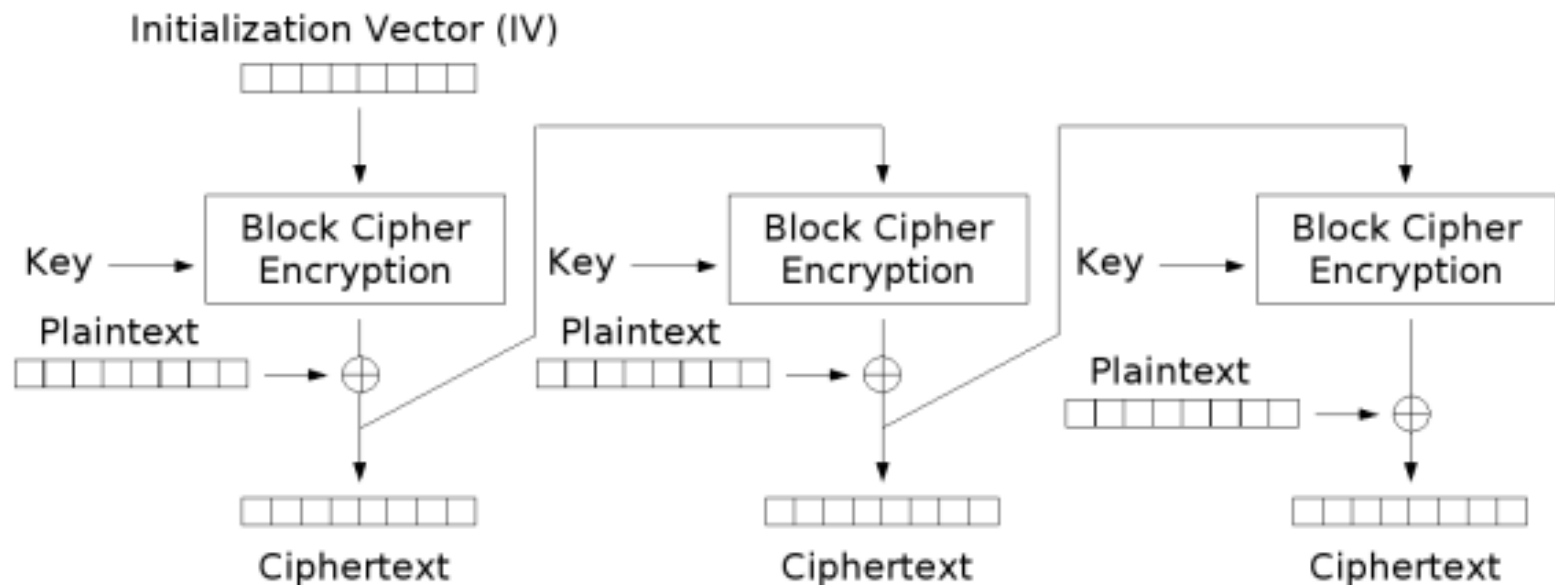 Initialization Vector (IV)
Block Cipher
Encryption
Block Cipher
Encryption
Block Cipher
Encryption
Key
Key
Key
Plaintext
Plaintext
Plaintext
Ciphertext
Ciphertext
Ciphertext